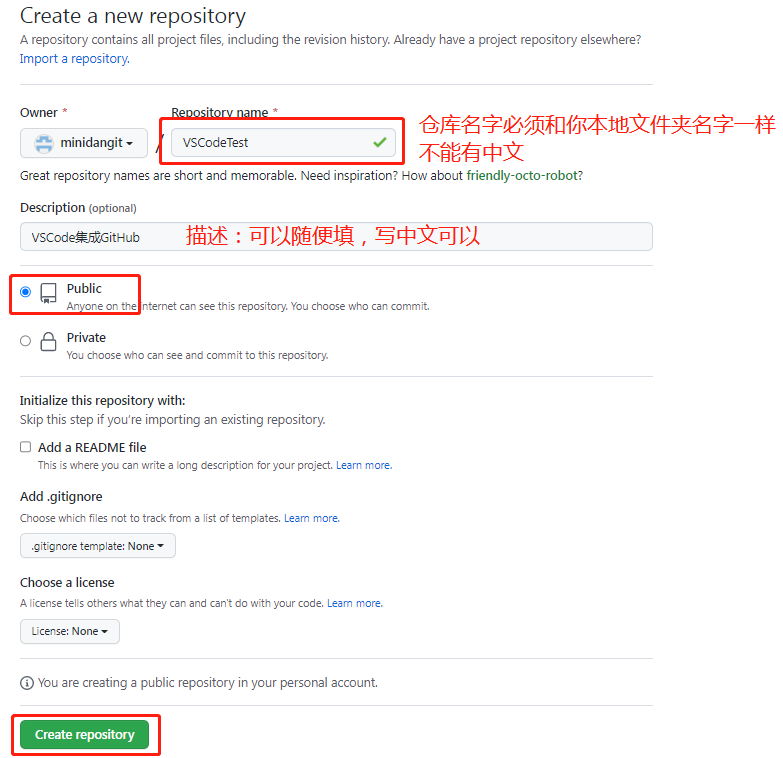 Create a new repository
A repository contains all project files, including the revision history. Already have a project repository elsewhere?
Import a repository.
Owner *
Repository name *
minidangit
/
VSCodeTest
仓库名字必须和你本地文件夹名字一样
不能有中文
Great repository names are short and memorable. Need inspiration? How about friendly-octo-robot?
Description (optional)
VSCode集成GitHub
描述：可以随便填，写中文可以
Public
Anyone on the internet can see this repository. You choose who can commit.
Private
You choose who can see and commit to this repository.
Initialize this repository with:
Skip this step if you're importing an existing repository.
Add a README file
This is where you can write a long description for your project. Learn more.
Add .gitignore
Choose which files not to track from a list of templates. Learn more.
.gitignore template: None
Choose a license
A license tells others what they can and can't do with your code. Learn more.
License: None
You are creating a public repository in your personal account.
Create repository